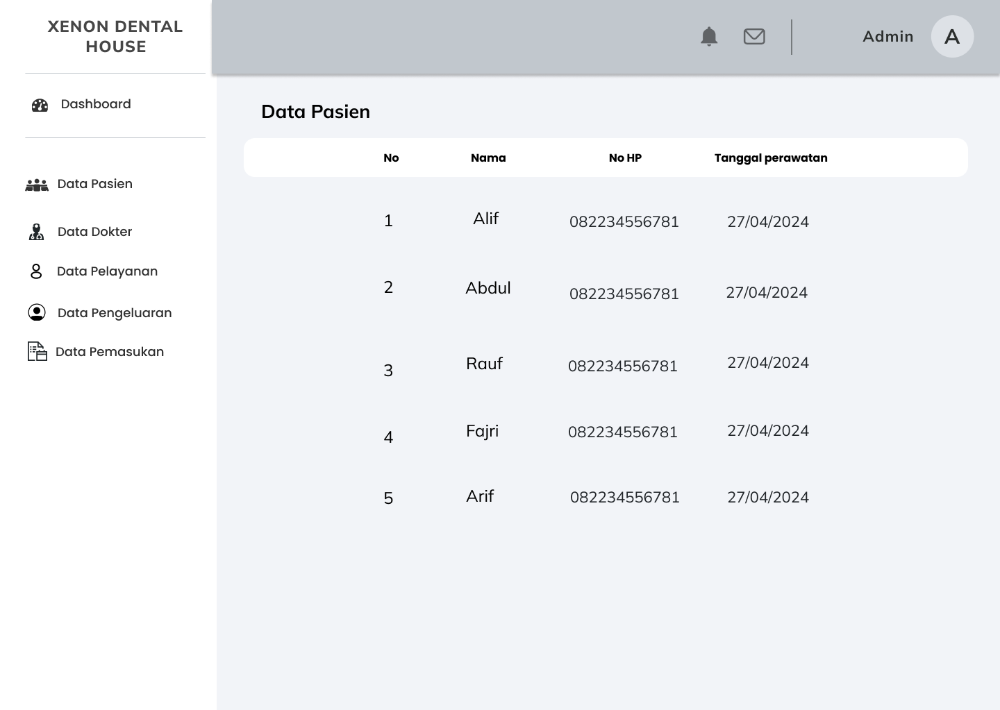 XENON DENTAL
HOUSE
Admin A
Dashboard
Data Pasien
Data Dokter
Data Pelayanan
Data Pengeluaran
Data Pemasukan
Data Pasien
No Nama No HP Tanggal perawatan
1 Alif 082234556781 27/04/2024
2 Abdul 082234556781 27/04/2024
3 Rauf 082234556781 27/04/2024
4 Fajri 082234556781 27/04/2024
5 Arif 082234556781 27/04/2024